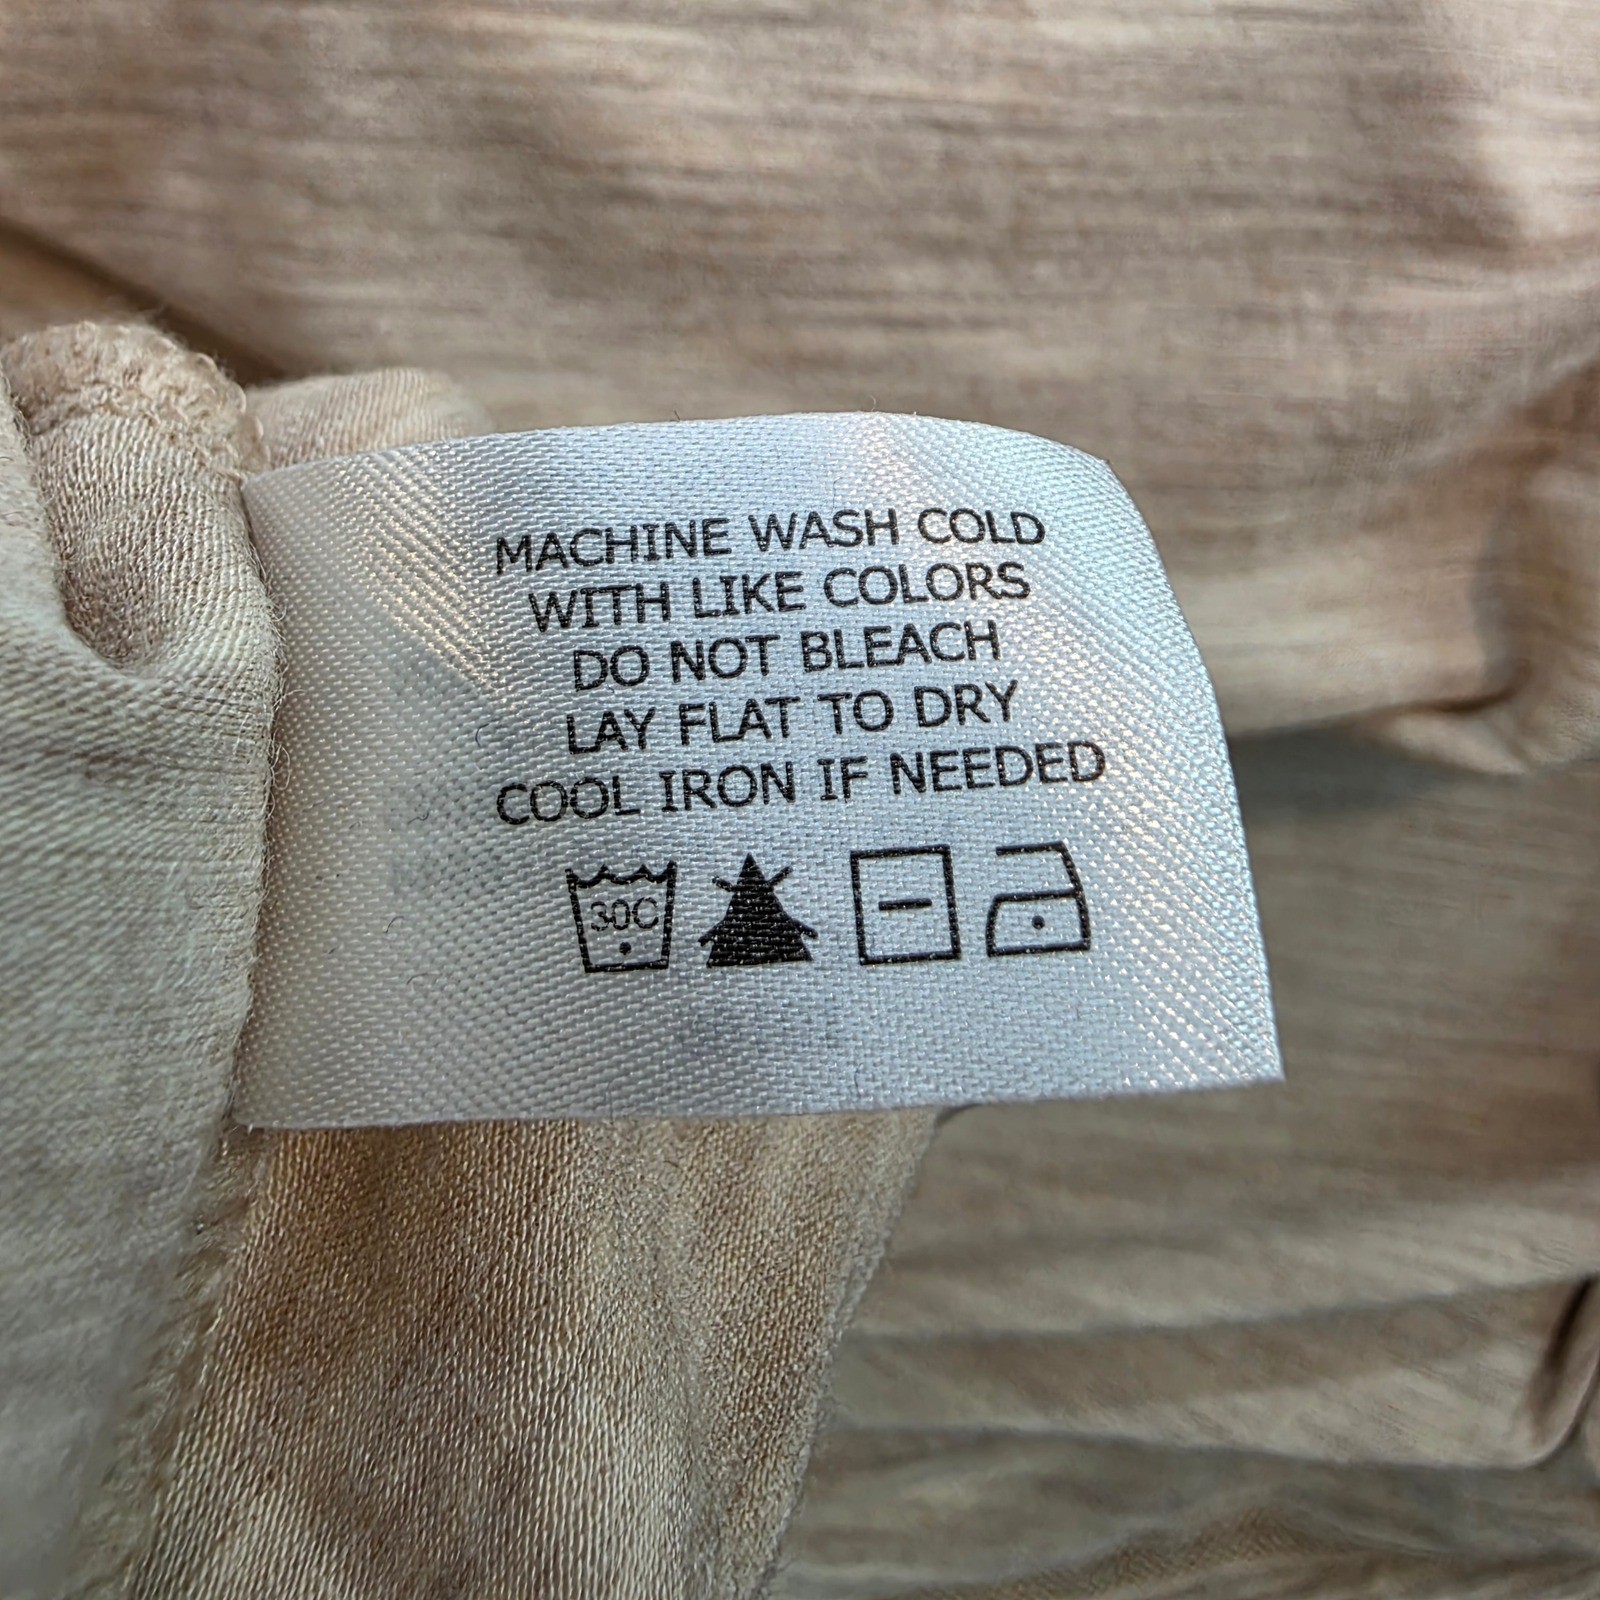 MACHINE WASH COLD
WITH LIKE COLORS
DO NOT BLEACH
LAY FLAT TO DRY
COOL IRON IF NEEDED
30C